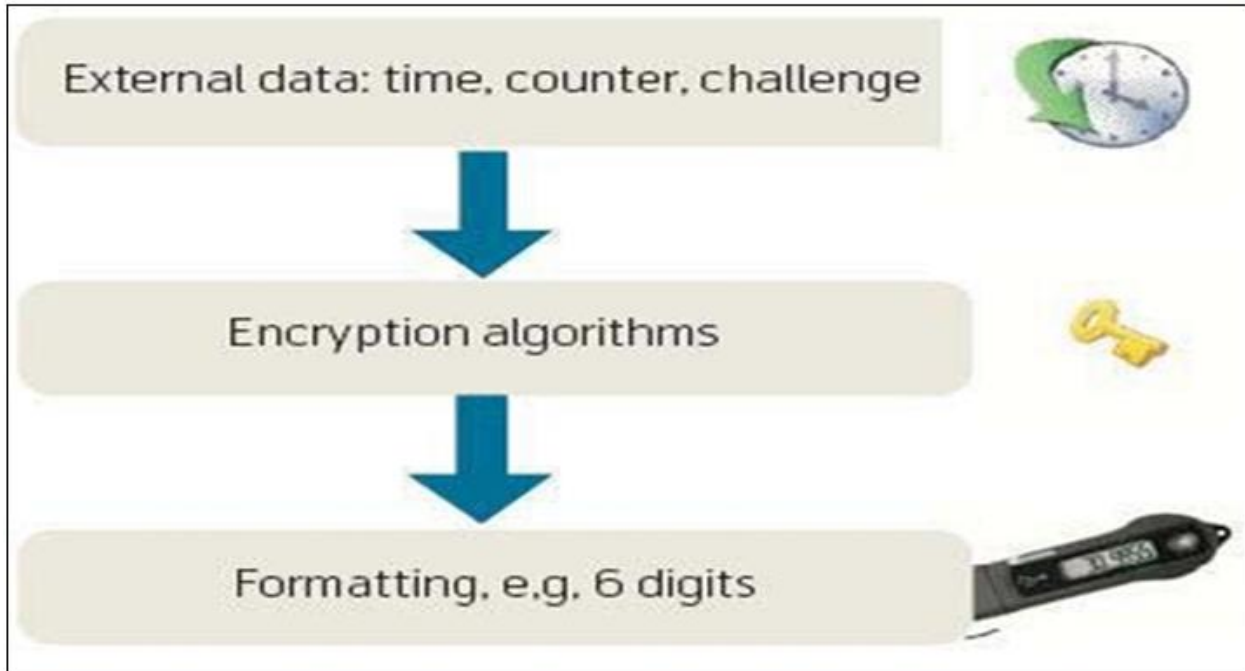 External data: time, counter, challenge
Encryption algorithms
Formatting, e,g, 6 digits